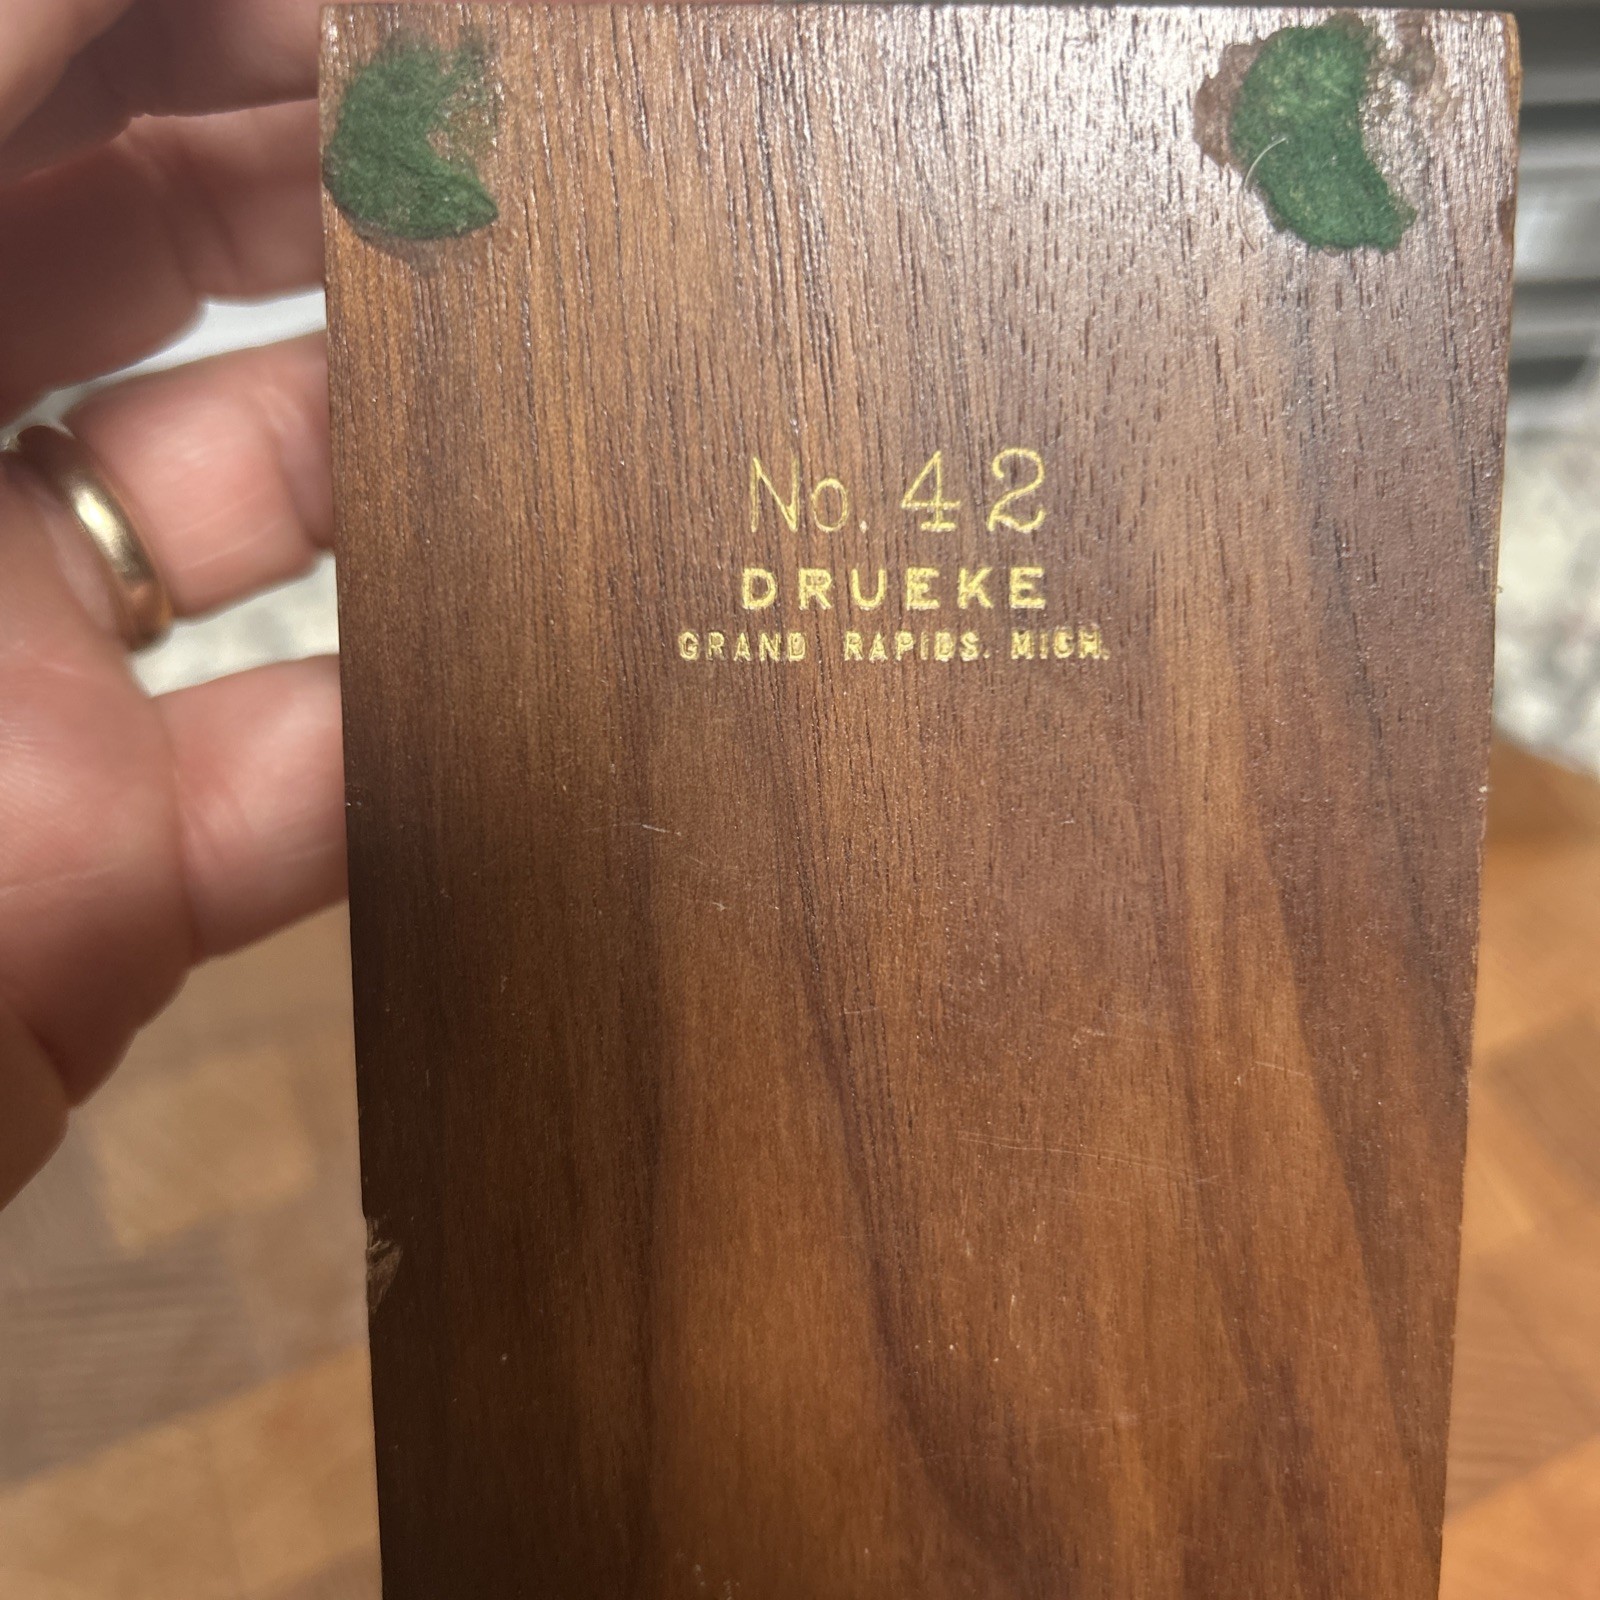 No. 42
DRUEKE
GRAND RAPIDS. MICH.